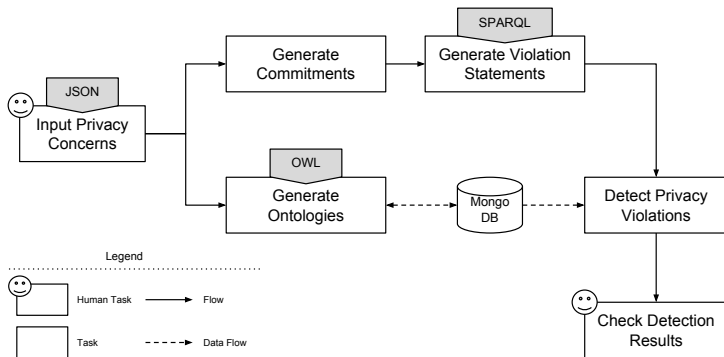 SPARQL
Generate
Commitments
Generate Violation
Statements
JSON
Input Privacy
Concerns
OWL
Generate
Ontologies
Mongo
DB
Detect Privacy
Violations
Legend
Human Task
Flow
Task
Data Flow
Check Detection
Results